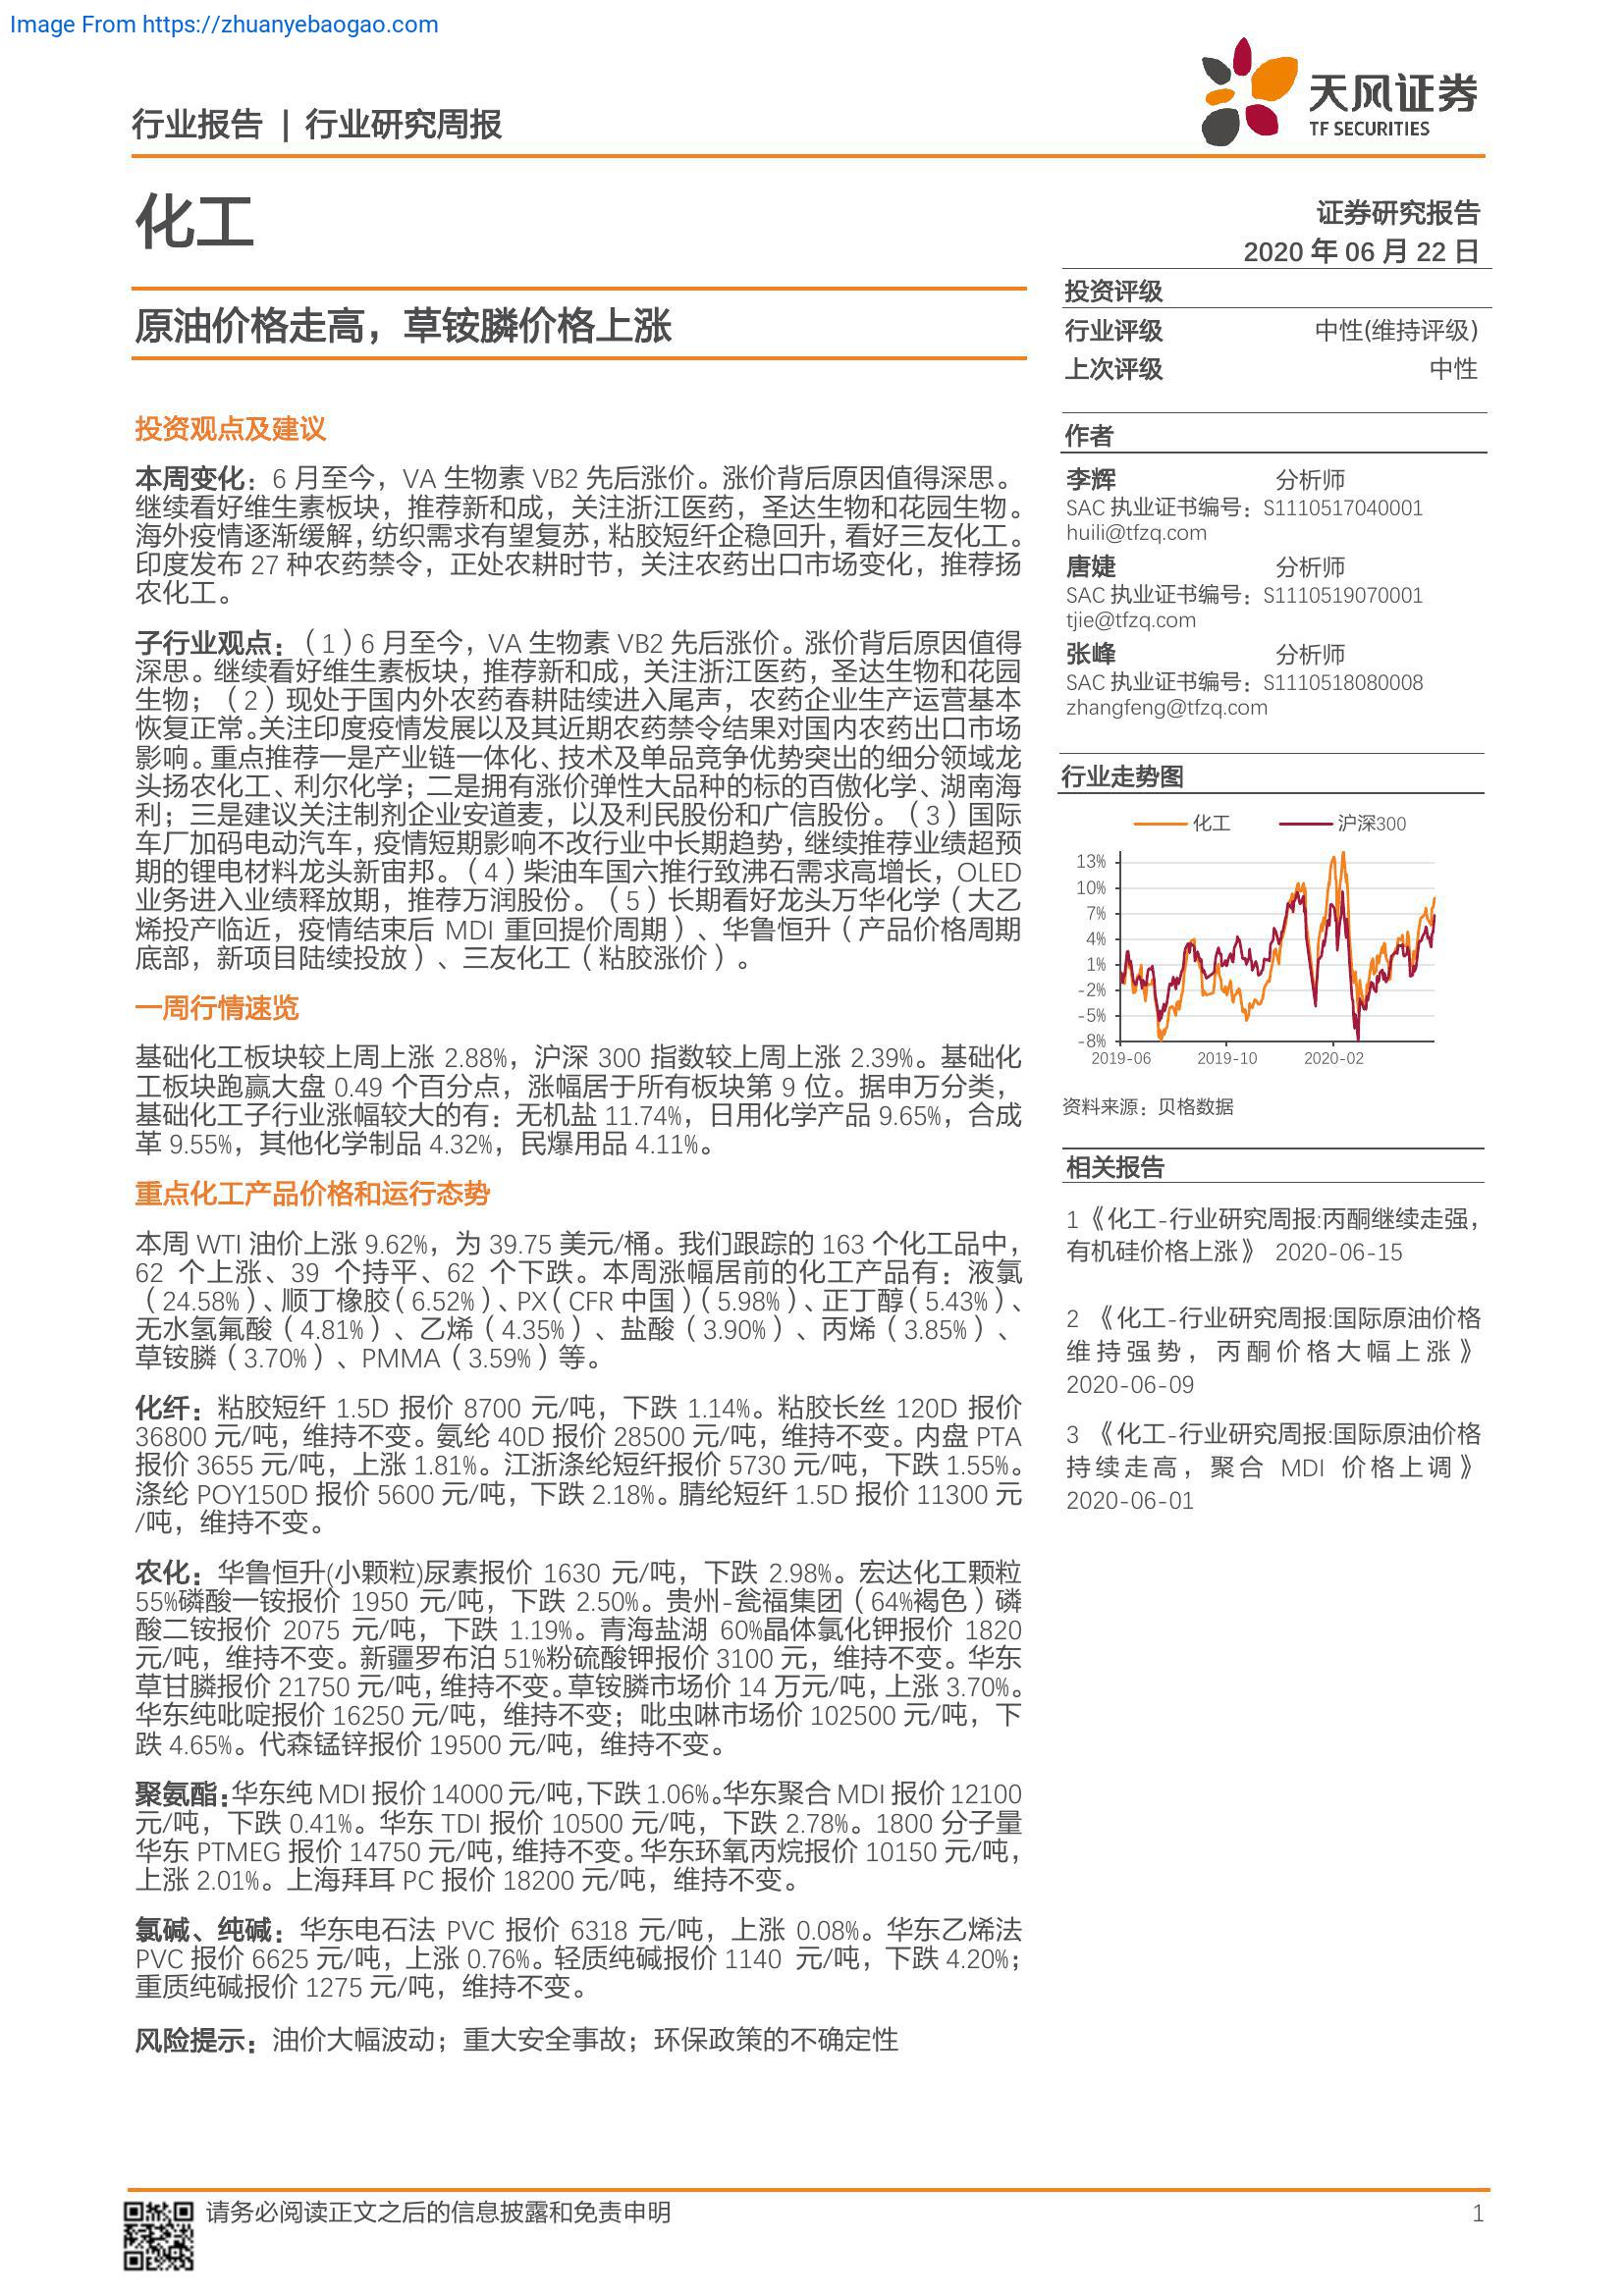 Image From https://zhuanyebaogao.com
行业报告 | 行业研究周报
天风证券
TF SECURITIES
化工
证券研究报告
2020 年 06 月 22 日
原油价格走高，草铵膦价格上涨
投资观点及建议
本周变化：6 月至今，VA 生物素 VB2 先后涨价。涨价背后原因值得深思。
继续看好维生素板块，推荐新和成，关注浙江医药，圣达生物和花园生物。
海外疫情逐渐缓解，纺织需求有望复苏，粘胶短纤企稳回升，看好三友化工。
印度发布 27 种农药禁令，正处农耕时节，关注农药出口市场变化，推荐扬
农化工。
子行业观点：（1）6 月至今，VA 生物素 VB2 先后涨价。涨价背后原因值得
深思。继续看好维生素板块，推荐新和成，关注浙江医药，圣达生物和花园
生物；（2）现处于国内外农药春耕陆续进入尾声，农药企业生产运营基本
恢复正常。关注印度疫情发展以及其近期农药禁令结果对国内农药出口市场
影响。重点推荐一是产业链一体化、技术及单品竞争优势突出的细分领域龙
头扬农化工、利尔化学；二是拥有涨价弹性大品种的标的百傲化学、湖南海
利；三是建议关注制剂企业安道麦，以及利民股份和广信股份。（3）国际
车厂加码电动汽车，疫情短期影响不改行业中长期趋势，继续推荐业绩超预
期的锂电材料龙头新宙邦。（4）柴油车国六推行致沸石需求高增长，OLED
业务进入业绩释放期，推荐万润股份。（5）长期看好龙头万华化学（大乙
烯投产临近，疫情结束后 MDI 重回提价周期）、华鲁恒升（产品价格周期
底部，新项目陆续投放）、三友化工（粘胶涨价）。
一周行情速览
基础化工板块较上周上涨 2.88%，沪深 300 指数较上周上涨 2.39%。基础化
工板块跑赢大盘 0.49 个百分点，涨幅居于所有板块第 9 位。据申万分类，
基础化工子行业涨幅较大的有：无机盐 11.74%，日用化学产品 9.65%，合成
革 9.55%，其他化学制品 4.32%，民爆用品 4.11%。
重点化工产品价格和运行态势
本周 WTI 油价上涨 9.62%，为 39.75 美元/桶。我们跟踪的 163 个化工品中，
62 个上涨、39 个持平、62 个下跌。本周涨幅居前的化工产品有：液氯
（24.58%）、顺丁橡胶（6.52%）、PX（CFR 中国）（5.98%）、正丁醇（5.43%）、
无水氢氟酸（4.81%）、乙烯（4.35%）、盐酸（3.90%）、丙烯（3.85%）、
草铵膦（3.70%）、PMMA（3.59%）等。
化纤：粘胶短纤 1.5D 报价 8700 元/吨，下跌 1.14%。粘胶长丝 120D 报价
36800 元/吨，维持不变。氨纶 40D 报价 28500 元/吨，维持不变。内盘 PTA
报价 3655 元/吨，上涨 1.81%。江浙涤纶短纤报价 5730 元/吨，下跌 1.55%。
涤纶 POY150D 报价 5600 元/吨，下跌 2.18%。腈纶短纤 1.5D 报价 11300 元
/吨，维持不变。
农化：华鲁恒升(小颗粒)尿素报价 1630 元/吨，下跌 2.98%。宏达化工颗粒
55%磷酸一铵报价 1950 元/吨，下跌 2.50%。贵州-瓮福集团（64%褐色）磷
酸二铵报价 2075 元/吨，下跌 1.19%。青海盐湖 60%晶体氯化钾报价 1820
元/吨，维持不变。新疆罗布泊 51%粉硫酸钾报价 3100 元，维持不变。华东
草甘膦报价 21750 元/吨，维持不变。草铵膦市场价 14 万元/吨，上涨 3.70%。
华东纯吡啶报价 16250 元/吨，维持不变；吡虫啉市场价 102500 元/吨，下
跌 4.65%。代森锰锌报价 19500 元/吨，维持不变。
聚氨酯：华东纯 MDI 报价 14000 元/吨，下跌 1.06%。华东聚合 MDI 报价 12100
元/吨，下跌 0.41%。华东 TDI 报价 10500 元/吨，下跌 2.78%。1800 分子量
华东 PTMEG 报价 14750 元/吨，维持不变。华东环氧丙烷报价 10150 元/吨，
上涨 2.01%。上海拜耳 PC 报价 18200 元/吨，维持不变。
氯碱、纯碱：华东电石法 PVC 报价 6318 元/吨，上涨 0.08%。华东乙烯法
PVC 报价 6625 元/吨，上涨 0.76%。轻质纯碱报价 1140 元/吨，下跌 4.20%；
重质纯碱报价 1275 元/吨，维持不变。
风险提示：油价大幅波动；重大安全事故；环保政策的不确定性
投资评级
行业评级 中性(维持评级)
上次评级 中性
作者
李辉 分析师
SAC 执业证书编号：S1110517040001
huili@tfzq.com
唐婕 分析师
SAC 执业证书编号：S1110519070001
tjie@tfzq.com
张峰 分析师
SAC 执业证书编号：S1110518080008
zhangfeng@tfzq.com
行业走势图
化工 沪深300
13%
10%
7%
4%
1%
-2%
-5%
-8%
2019-06 2019-10 2020-02
资料来源：贝格数据
相关报告
1《化工-行业研究周报:丙酮继续走强，
有机硅价格上涨》 2020-06-15
2 《化工-行业研究周报:国际原油价格
维持强势，丙酮价格大幅上涨》
2020-06-09
3 《化工-行业研究周报:国际原油价格
持续走高，聚合 MDI 价格上调》
2020-06-01
请务必阅读正文之后的信息披露和免责申明 1